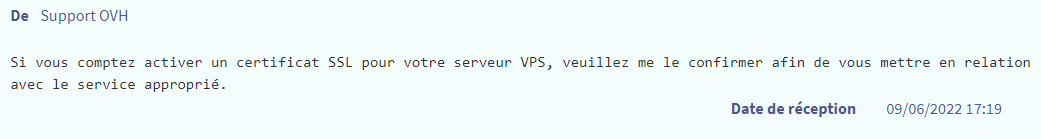 De Support OVH
Si vous comptez activer un certificat SSL pour votre serveur VPS, veuillez me le confirmer afin de vous mettre en relation
avec le service approprié.
Date de réception 09/06/2022 17:19